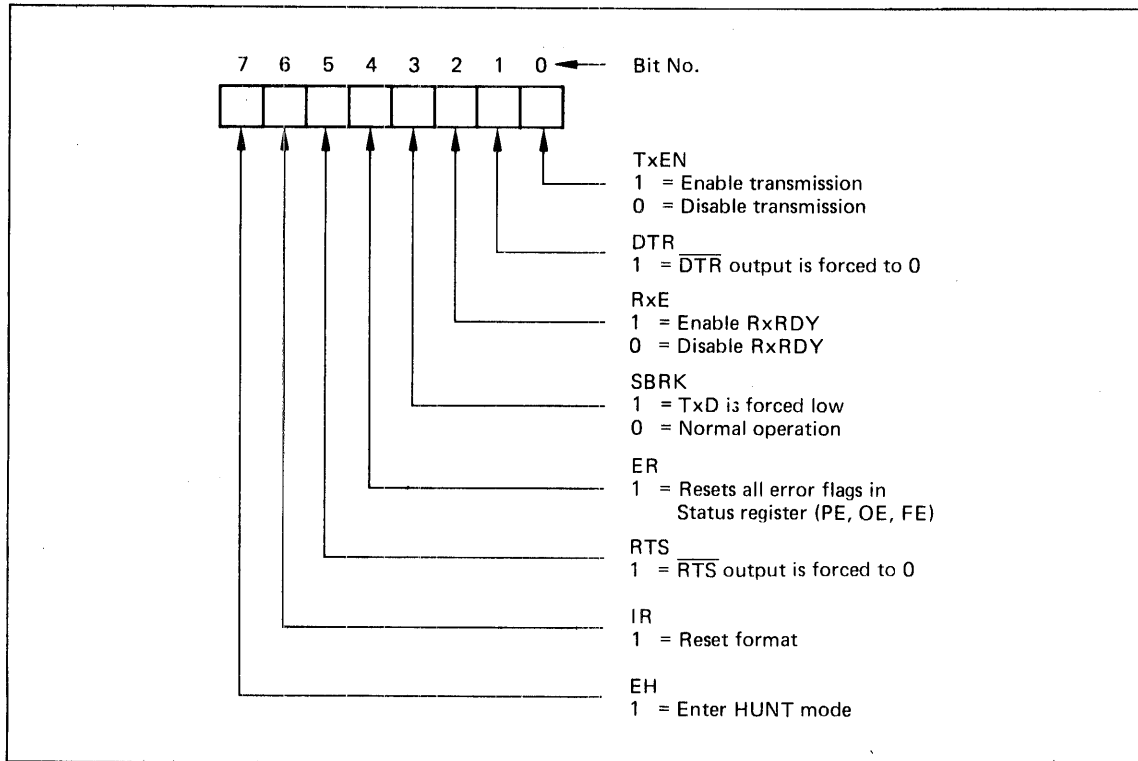 7 6 5 4 3 2 1 0 Bit No.
TxEN
1 = Enable transmission
0 = Disable transmission
DTR
1 = D̅T̅R̅ output is forced to 0
RxE
1 = Enable RxRDY
0 = Disable RxRDY
SBRK
1 = TxD is forced low
0 = Normal operation
ER
1 = Resets all error flags in
Status register (PE, OE, FE)
RTS
1 = R̅T̅S̅ output is forced to 0
IR
1 = Reset format
EH
1 = Enter HUNT mode